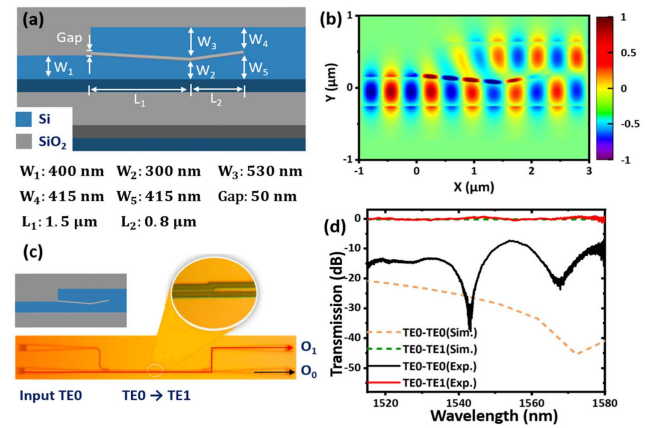 (a)
Gap
W1
W3
W2
W4
W5
L1
L2
Si
SiO2
W1: 400 nm W2: 300 nm W3: 530 nm
W4: 415 nm W5: 415 nm Gap: 50 nm
L1: 1.5 μm L2: 0.8 μm
(b)
1
0
-1
Y (μm)
-1 0 1 2 3
X (μm)
1
0.5
0
-0.5
-1
(c)
O1
O0
Input TE0
TE0 → TE1
(d)
0
-10
-20
-30
-40
-50
Transmission (dB)
TE0-TE0(Sim.)
TE0-TE1(Sim.)
TE0-TE0(Exp.)
TE0-TE1(Exp.)
1520 1540 1560 1580
Wavelength (nm)